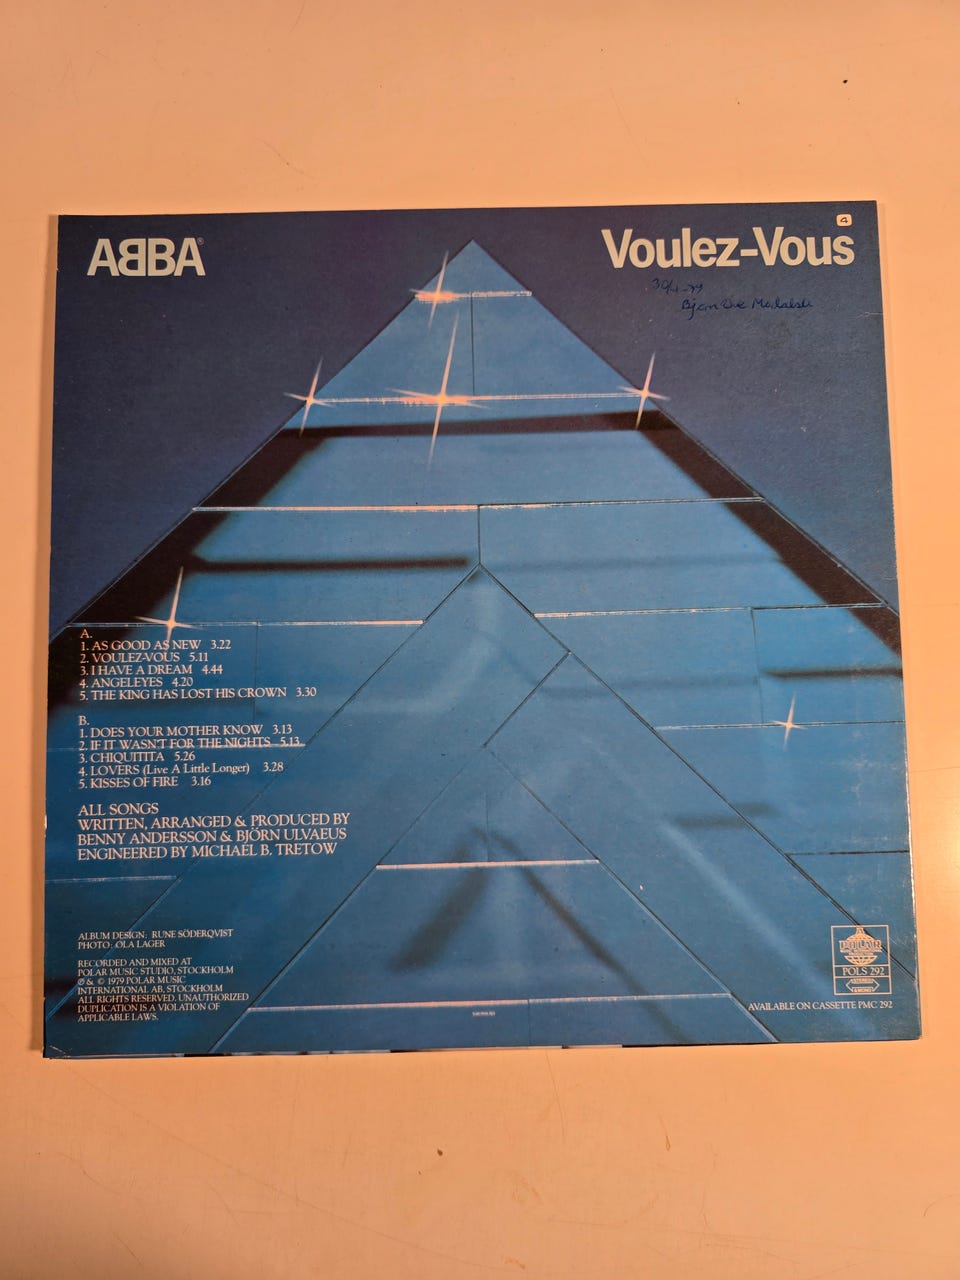 ABBA®
4
Voulez-Vous
A.
1. AS GOOD AS NEW 3.22
2. VOULEZ-VOUS 5.11
3. I HAVE A DREAM 4.44
4. ANGELEYES 4.20
5. THE KING HAS LOST HIS CROWN 3.30
B.
1. DOES YOUR MOTHER KNOW 3.13
2. IF IT WASN'T FOR THE NIGHTS 5.13
3. CHIQUITITA 5.26
4. LOVERS (Live A Little Longer) 3.28
5. KISSES OF FIRE 3.16
ALL SONGS
WRITTEN, ARRANGED & PRODUCED BY
BENNY ANDERSSON & BJÖRN ULVAEUS
ENGINEERED BY MICHAEL B. TRETOW
ALBUM DESIGN: RUNE SÖDERQVIST
PHOTO: OLA LAGER
RECORDED AND MIXED AT
POLAR MUSIC STUDIO, STOCKHOLM
℗ & © 1979 POLAR MUSIC
INTERNATIONAL AB, STOCKHOLM
ALL RIGHTS RESERVED. UNAUTHORIZED
DUPLICATION IS A VIOLATION OF
APPLICABLE LAWS.
POLAR
POLS 292
STEREO
AVAILABLE ON CASSETTE PMC 292